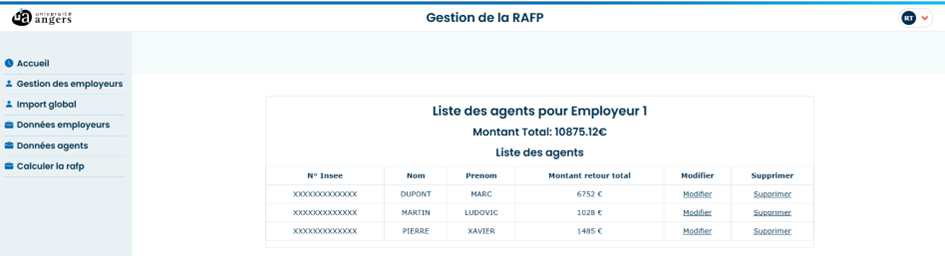 ua université angers
Gestion de la RAFP
RT
Accueil
Gestion des employeurs
Import global
Données employeurs
Données agents
Calculer la rafp
Liste des agents pour Employeur 1
Montant Total: 10875.12€
Liste des agents
N° Insee Nom Prenom Montant retour total Modifier Supprimer
XXXXXXXXXXXXX DUPONT MARC 6752 € Modifier Supprimer
XXXXXXXXXXXXX MARTIN LUDOVIC 1028 € Modifier Supprimer
XXXXXXXXXXXXX PIERRE XAVIER 1485 € Modifier Supprimer